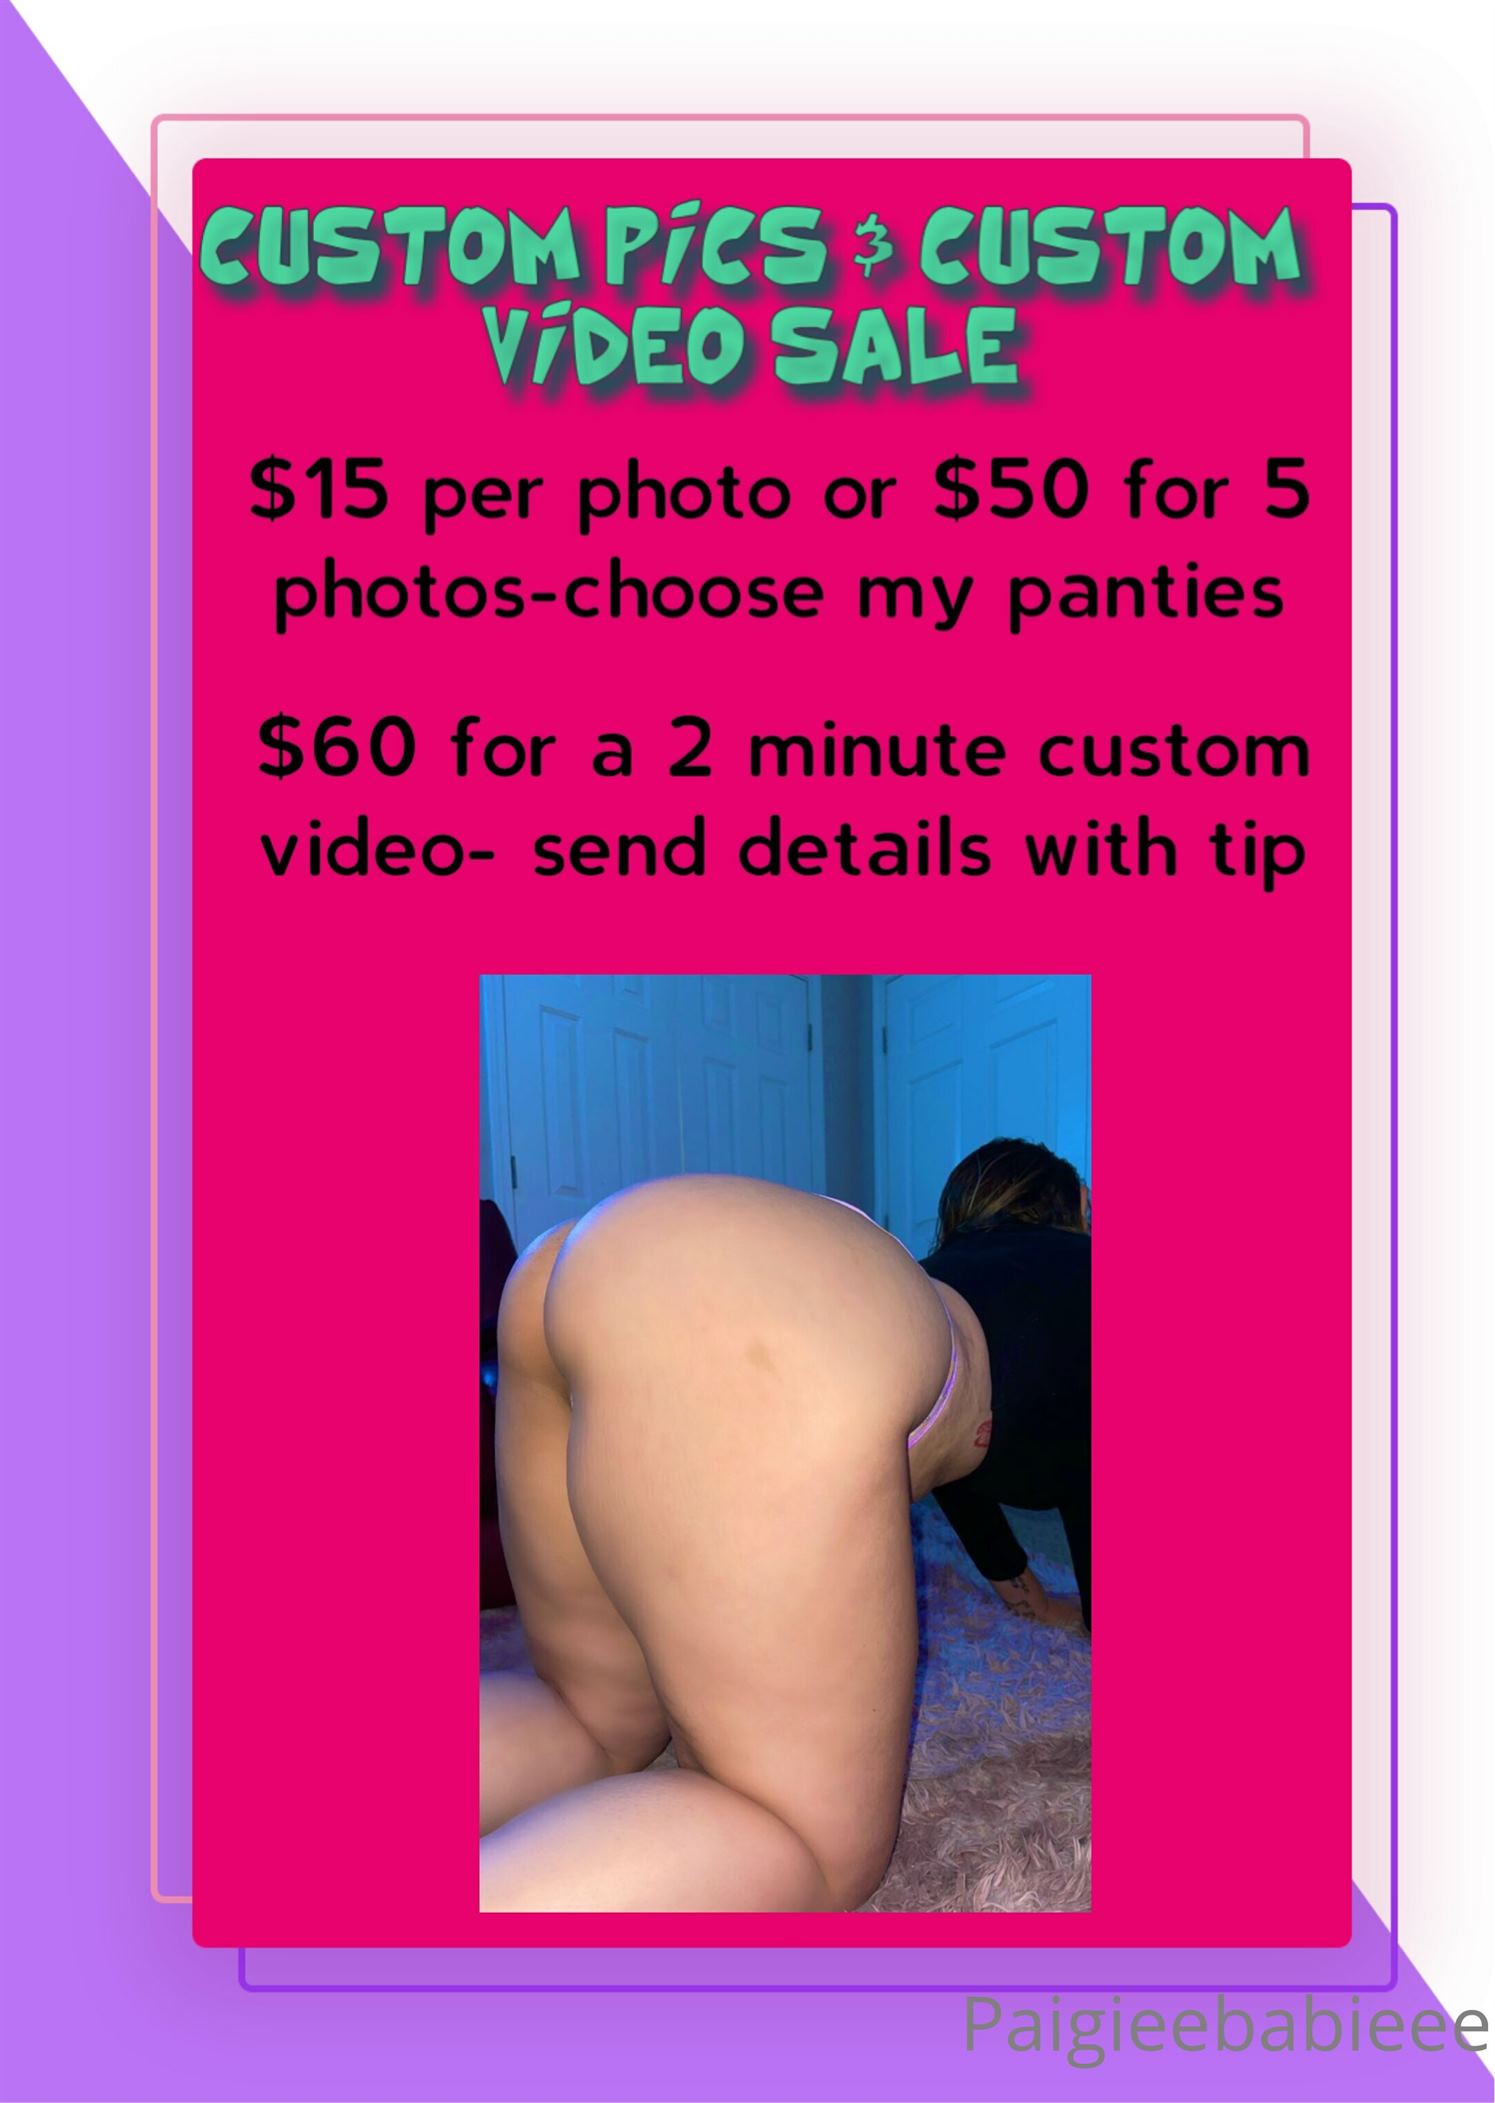 CUSTOM PICS & CUSTOM
VIDEO SALE
$15 per photo or $50 for 5
photos-choose my panties
$60 for a 2 minute custom
video- send details with tip
Paigieebabieee